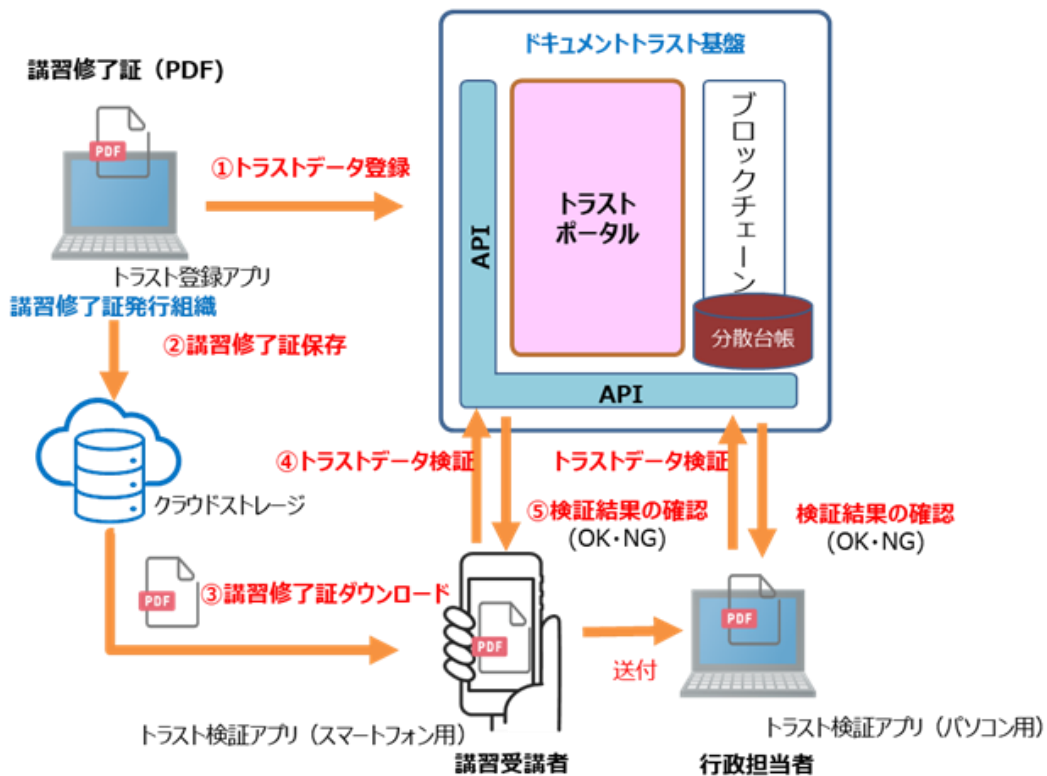 ドキュメントトラスト基盤
講習修了証（PDF)
PDF
①トラストデータ登録
API
トラスト
ポータル
ブロックチェーン
分散台帳
API
トラスト登録アプリ
講習修了証発行組織
②講習修了証保存
クラウドストレージ
④トラストデータ検証
トラストデータ検証
⑤検証結果の確認
(OK・NG)
検証結果の確認
(OK・NG)
PDF
③講習修了証ダウンロード
PDF
PDF
送付
トラスト検証アプリ（スマートフォン用）
トラスト検証アプリ（パソコン用）
講習受講者
行政担当者